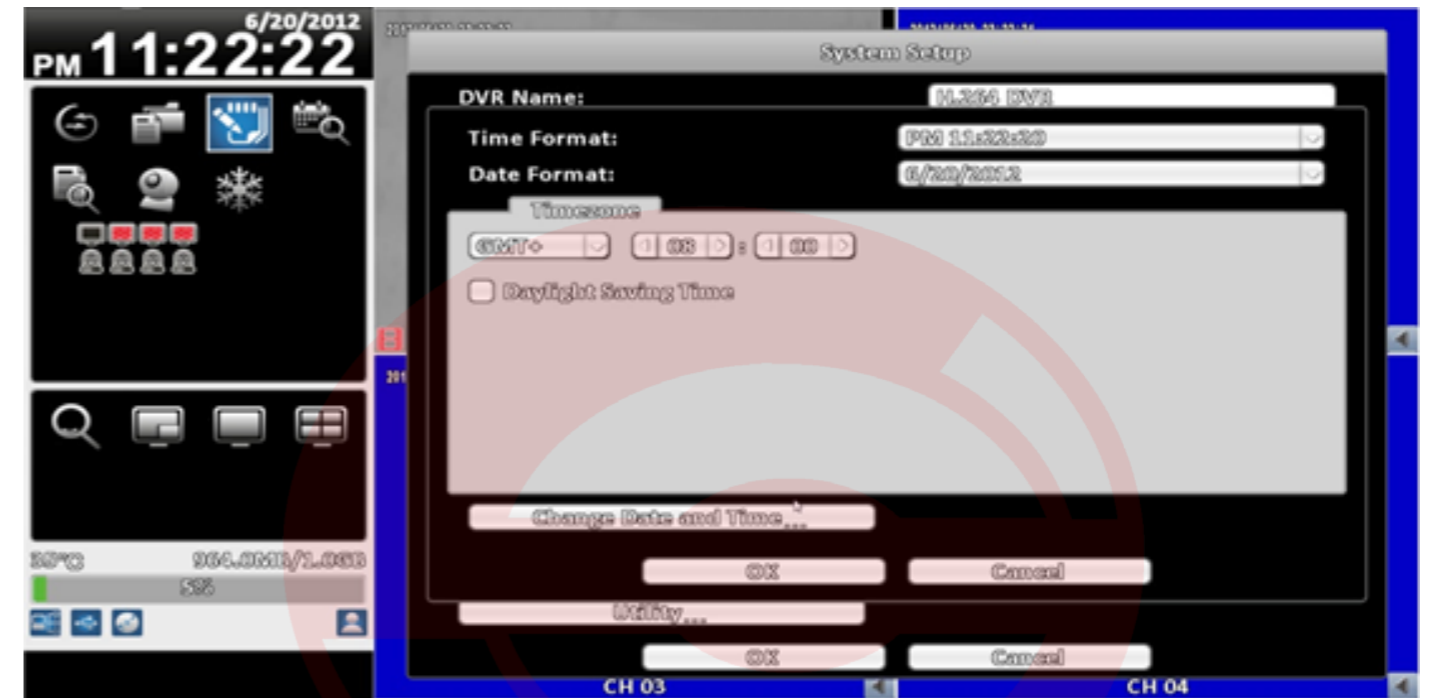 6/20/2012
PM 11:22:22
System Setup
DVR Name: H.264 DVR
Time Format: PM 11:22:20
Date Format: 6/20/2012
Timezone
GMT+ 08 : 00
Daylight Saving Time
Change Date and Time...
OK Cancel
964.0MB/1.0GB
5%
Utility...
OK Cancel
CH 03 CH 04